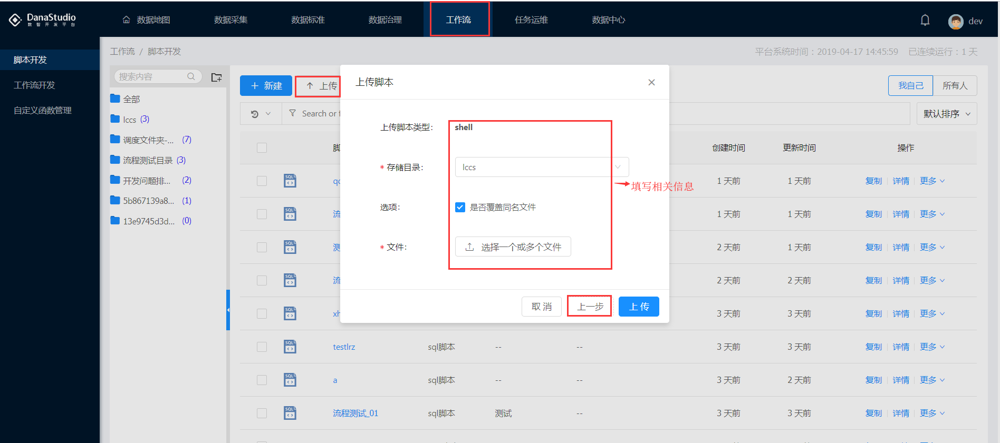 DanaStudio
数智开发平台
数据地图
数据采集
数据标准
数据治理
工作流
任务运维
数据中心
dev
脚本开发
工作流开发
自定义函数管理
工作流 / 脚本开发
平台系统时间：2019-04-17 14:45:59 已连续运行：1 天
搜索内容
全部
lccs (3)
调度文件夹-... (7)
流程测试目录 (3)
开发问题排... (2)
5b867139a8... (1)
13e9745d3d... (0)
+ 新建
上传
我自己
所有人
Search or f
默认排序
上传脚本
上传脚本类型:
shell
* 存储目录:
lccs
选项:
是否覆盖同名文件
* 文件:
选择一个或多个文件
填写相关信息
取 消
上一步
上 传
脚
创建时间
更新时间
操作
SQL
1 天前
1 天前
复制
详情
更多
SQL
流
1 天前
1 天前
复制
详情
更多
SQL
测
2 天前
1 天前
复制
详情
更多
SQL
流
2 天前
2 天前
复制
详情
更多
SQL
xh
3 天前
3 天前
复制
详情
更多
SQL
testlrz
sql脚本
--
--
3 天前
3 天前
复制
详情
更多
SQL
a
sql脚本
--
--
3 天前
2 天前
复制
详情
更多
SQL
流程测试_01
sql脚本
测试
--
3 天前
3 天前
复制
详情
更多